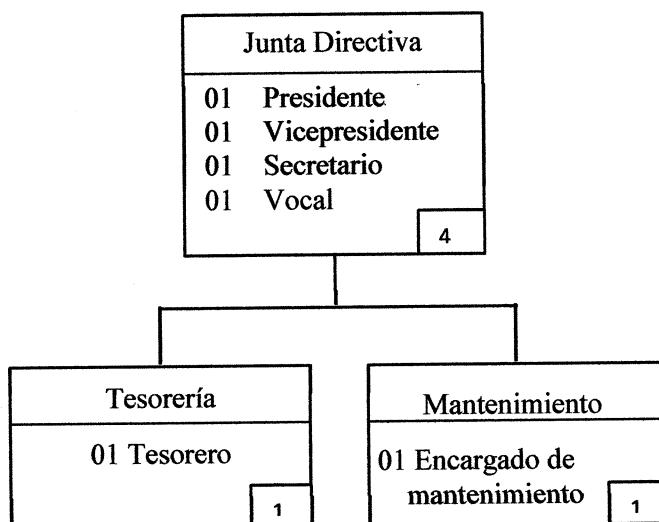 Junta Directiva
01 Presidente
01 Vicepresidente
01 Secretario
01 Vocal
4
Tesorería
01 Tesorero
1
Mantenimiento
01 Encargado de
mantenimiento
1